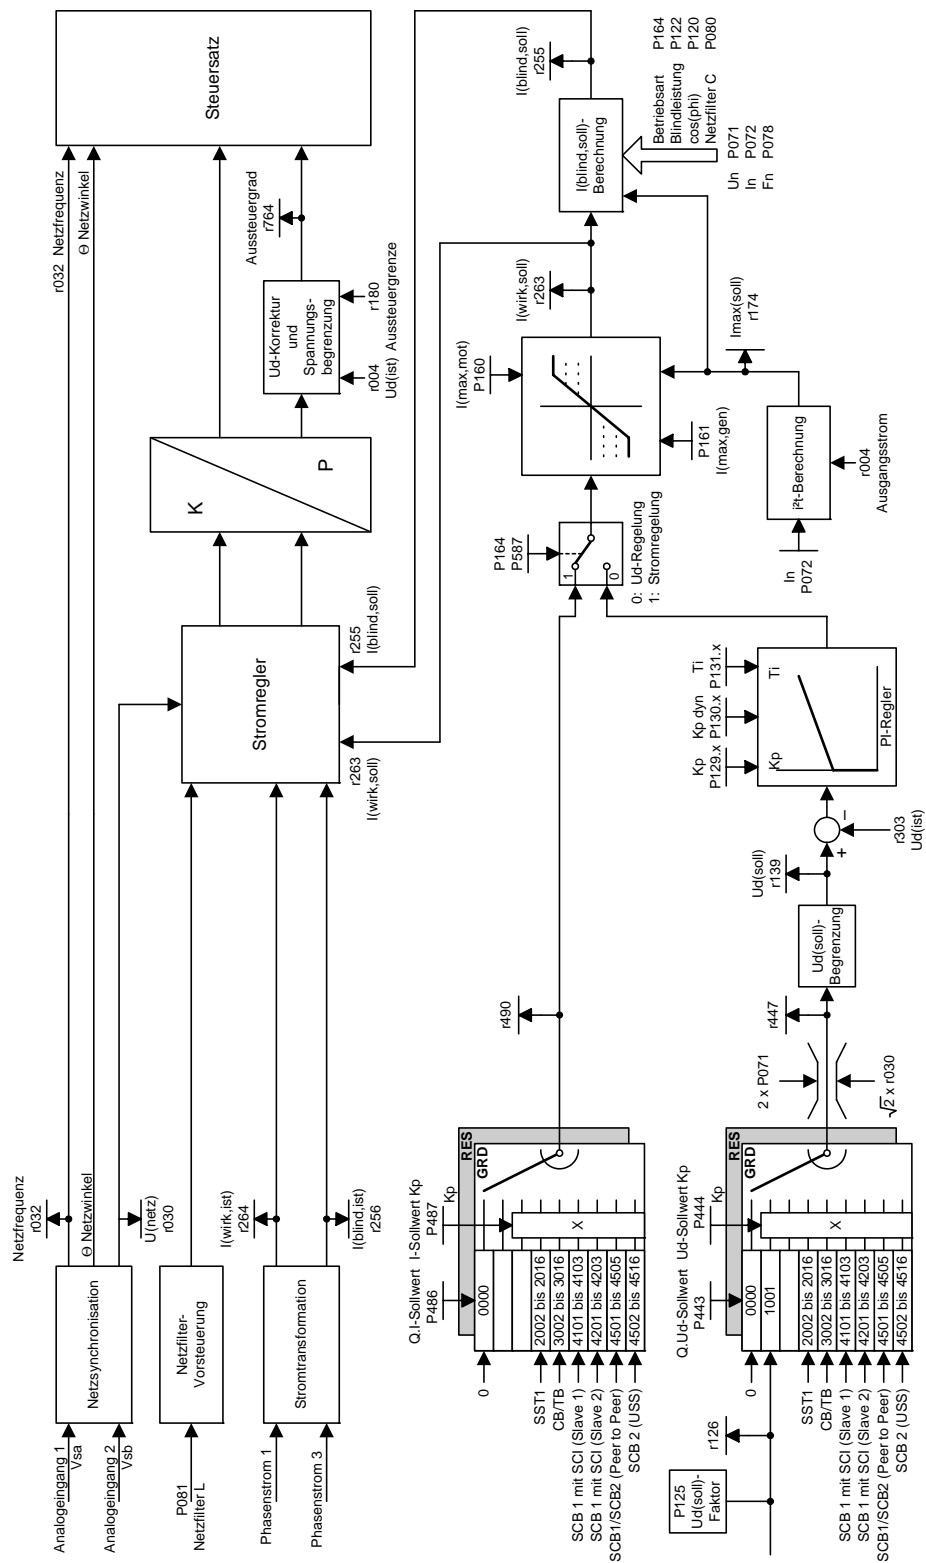 Analogeingang 1
Vsa
Analogeingang 2
Vsb
Netzsynchronisation
Netzfrequenz
r032
Θ Netzwinkel
U(netz)
r030
r032 Netzfrequenz
Θ Netzwinkel
Steuersatz
P081
Netzfilter L
Netzfilter-
Vorsteuerung
Phasenstrom 1
Phasenstrom 3
Stromtransformation
I(wirk,ist)
r264
I(blind,ist)
r256
Stromregler
r263
I(wirk,soll)
r255
I(blind,soll)
K
P
Ud-Korrektur
und
Spannungs-
begrenzung
r004
Ud(ist)
r180
Aussteuergrenze
Aussteuergrad
r764
Q.I-Sollwert
P486
I-Sollwert Kp
P487
Kp
RES
GRD
0
0000
X
SST1
2002 bis 2016
CB/TB
3002 bis 3016
SCB 1 mit SCI (Slave 1)
4101 bis 4103
SCB 1 mit SCI (Slave 2)
4201 bis 4203
SCB1/SCB2 (Peer to Peer)
4501 bis 4505
SCB 2 (USS)
4502 bis 4516
r490
P164
P587
1
0
0: Ud-Regelung
1: Stromregelung
I(max,mot)
P160
P161
I(max,gen)
I(wirk,soll)
r263
I(blind,soll)-
Berechnung
I(blind,soll)
r255
Betriebsart P164
Blindleistung P122
cos(phi) P120
Netzfilter C P080
Un P071
In P072
Fn P078
Imax(soll)
r174
In
P072
i²t-Berechnung
r004
Ausgangsstrom
P125
Ud(soll)-
Faktor
r126
Q.Ud-Sollwert
P443
Ud-Sollwert Kp
P444
Kp
RES
GRD
0
0000
1001
X
SST1
2002 bis 2016
CB/TB
3002 bis 3016
SCB 1 mit SCI (Slave 1)
4101 bis 4103
SCB 1 mit SCI (Slave 2)
4201 bis 4203
SCB1/SCB2 (Peer to Peer)
4501 bis 4505
SCB 2 (USS)
4502 bis 4516
2 x P071
√2 x r030
r447
Ud(soll)-
Begrenzung
Ud(soll)
r139
+
−
r303
Ud(ist)
Kp
P129.x
Kp dyn
P130.x
Ti
P131.x
Kp
Ti
PI-Regler